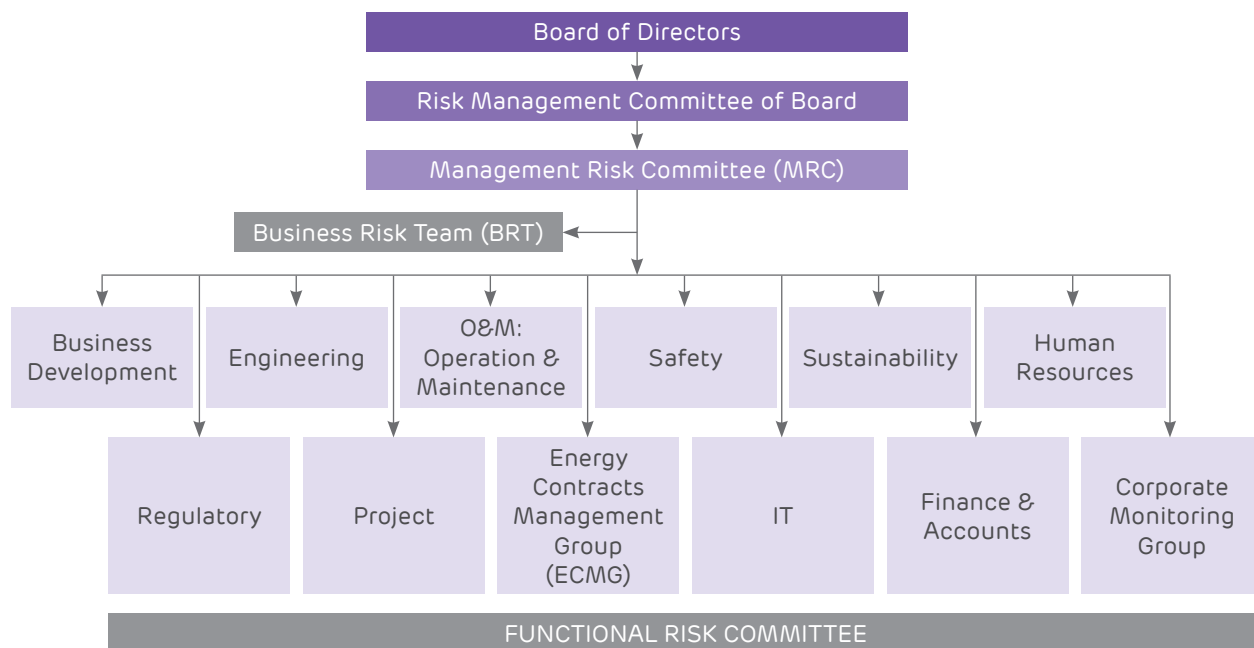 Board of Directors
Risk Management Committee of Board
Management Risk Committee (MRC)
Business Risk Team (BRT)
Business
Development
Engineering
O&M:
Operation &
Maintenance
Safety
Sustainability
Human
Resources
Regulatory
Project
Energy
Contracts
Management
Group
(ECMG)
IT
Finance &
Accounts
Corporate
Monitoring
Group
FUNCTIONAL RISK COMMITTEE